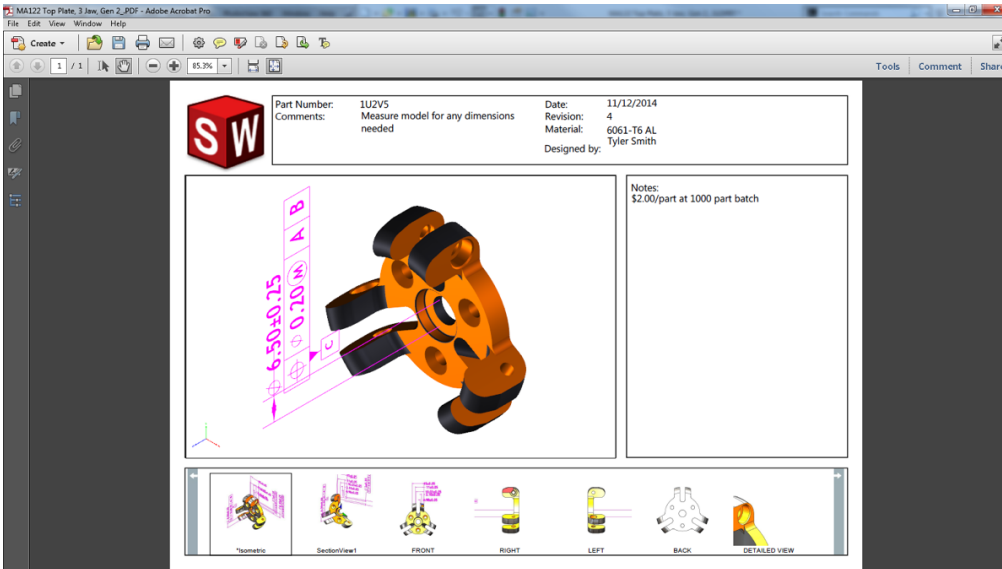 MA122 Top Plate, 3 Jaw, Gen 2_PDF - Adobe Acrobat Pro
File Edit View Window Help
Create
1 / 1 85.3% Tools Comment Share
SW
Part Number: 1U2V5
Comments: Measure model for any dimensions
needed
Date: 11/12/2014
Revision: 4
Material: 6061-T6 AL
Designed by: Tyler Smith
Notes:
$2.00/part at 1000 part batch
6.50±0.25
0.20 M A B
C
*Isometric SectionView1 FRONT RIGHT LEFT BACK DETAILED VIEW